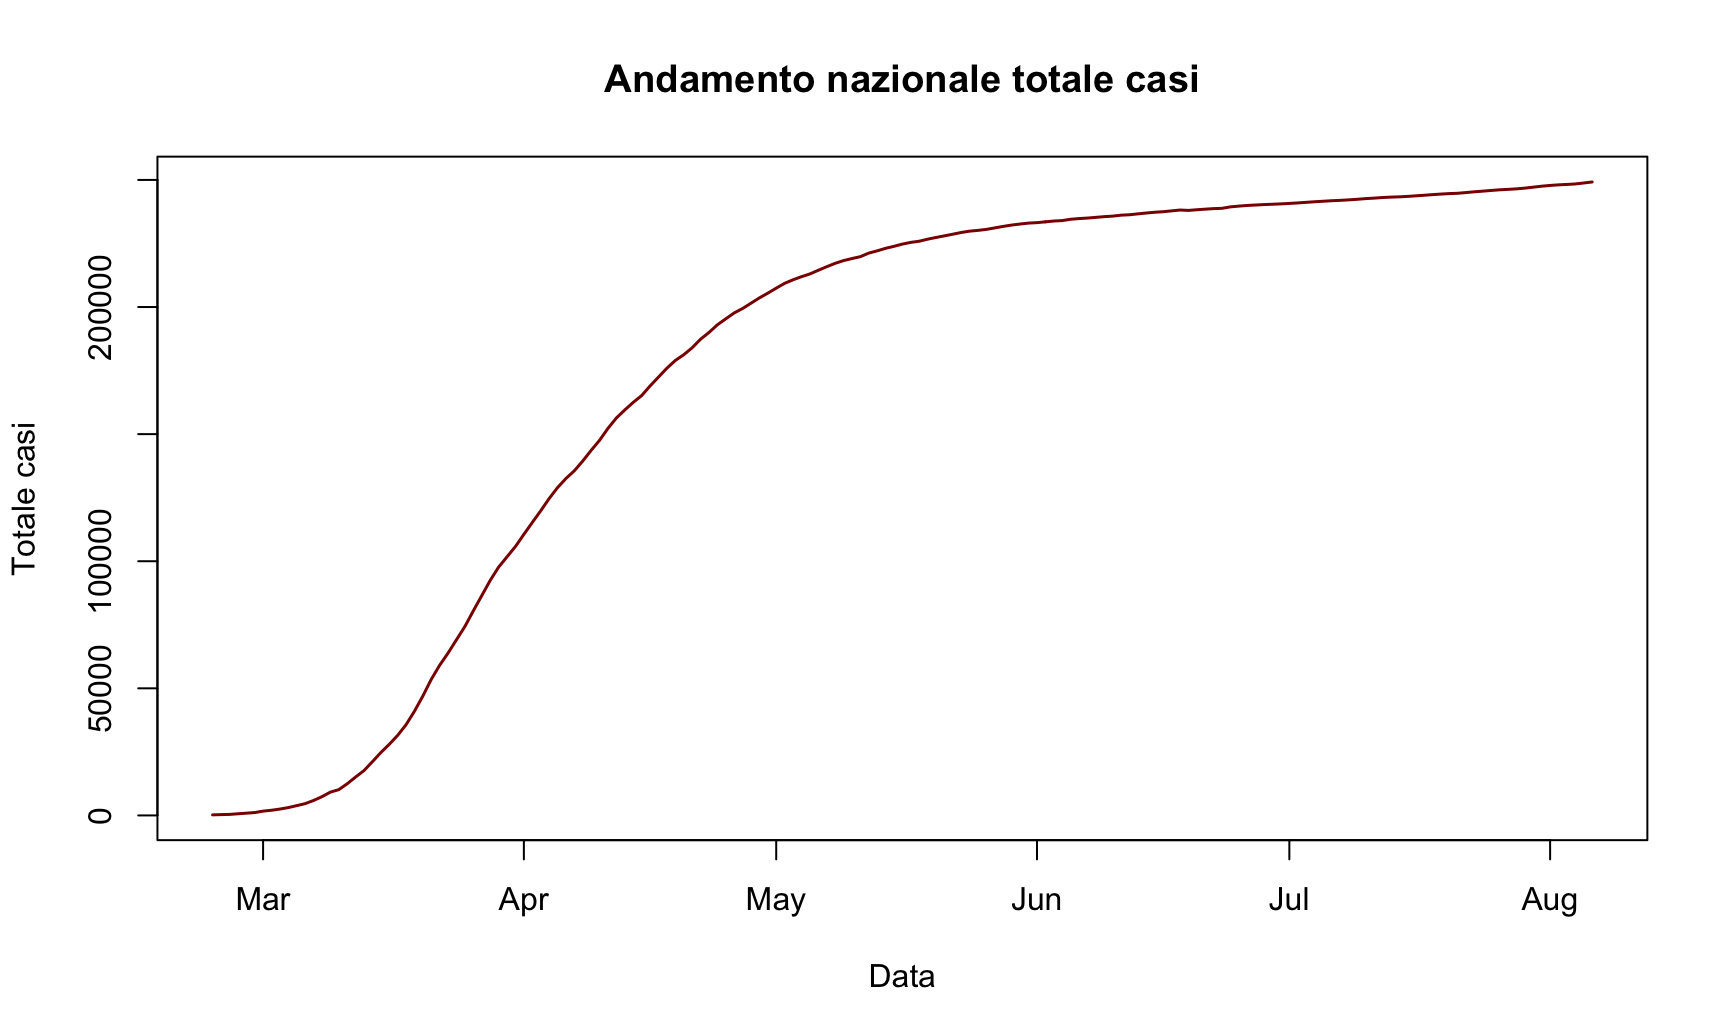 Andamento nazionale totale casi
Totale casi
200000
100000
50000
0
Mar Apr May Jun Jul Aug
Data